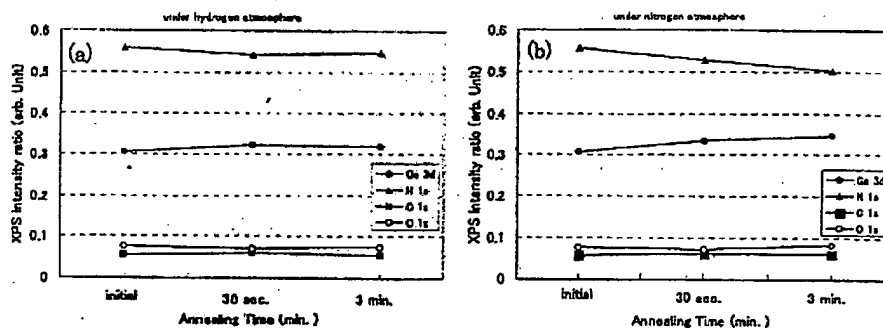 under hydrogen atmosphere
(a)
XPS Intensity ratio (arb. Unit)
0.6
0.5
0.4
0.3
0.2
0.1
0
Ga 3d
N 1s
C 1s
O 1s
initial
30 sec.
3 min.
Annealing Time (min. )
under nitrogen atmosphere
(b)
XPS Intensity ratio (arb. Unit)
0.6
0.5
0.4
0.3
0.2
0.1
0
Ga 3d
N 1s
C 1s
O 1s
initial
30 sec.
3 min.
Annealing Time (min. )